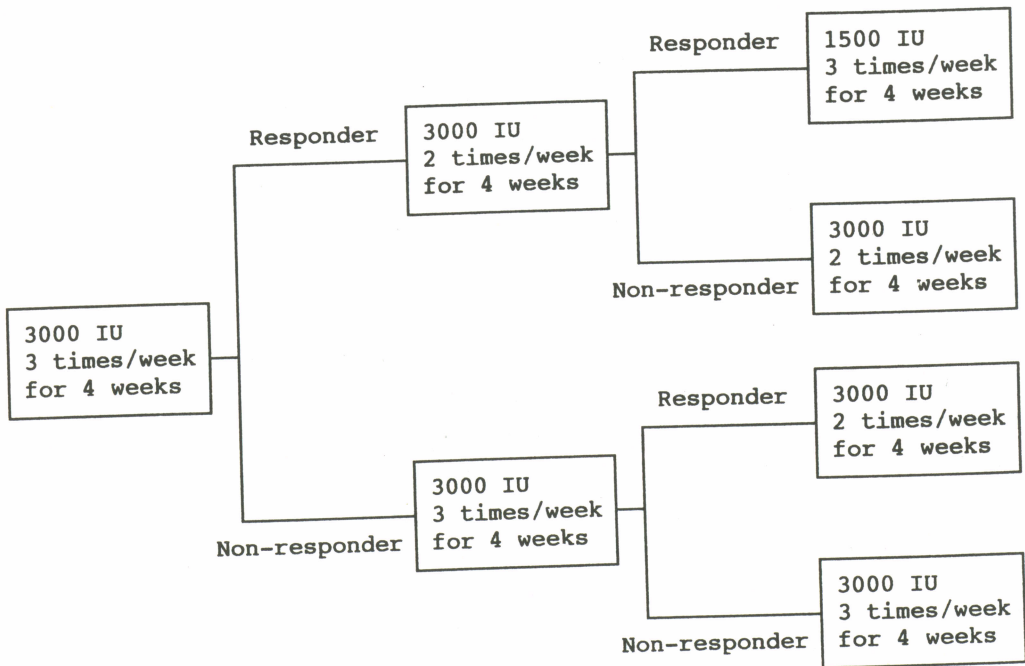 Responder
1500 IU
3 times/week
for 4 weeks
Responder
3000 IU
2 times/week
for 4 weeks
Non-responder
3000 IU
2 times/week
for 4 weeks
3000 IU
3 times/week
for 4 weeks
Responder
3000 IU
2 times/week
for 4 weeks
Non-responder
3000 IU
3 times/week
for 4 weeks
Non-responder
3000 IU
3 times/week
for 4 weeks